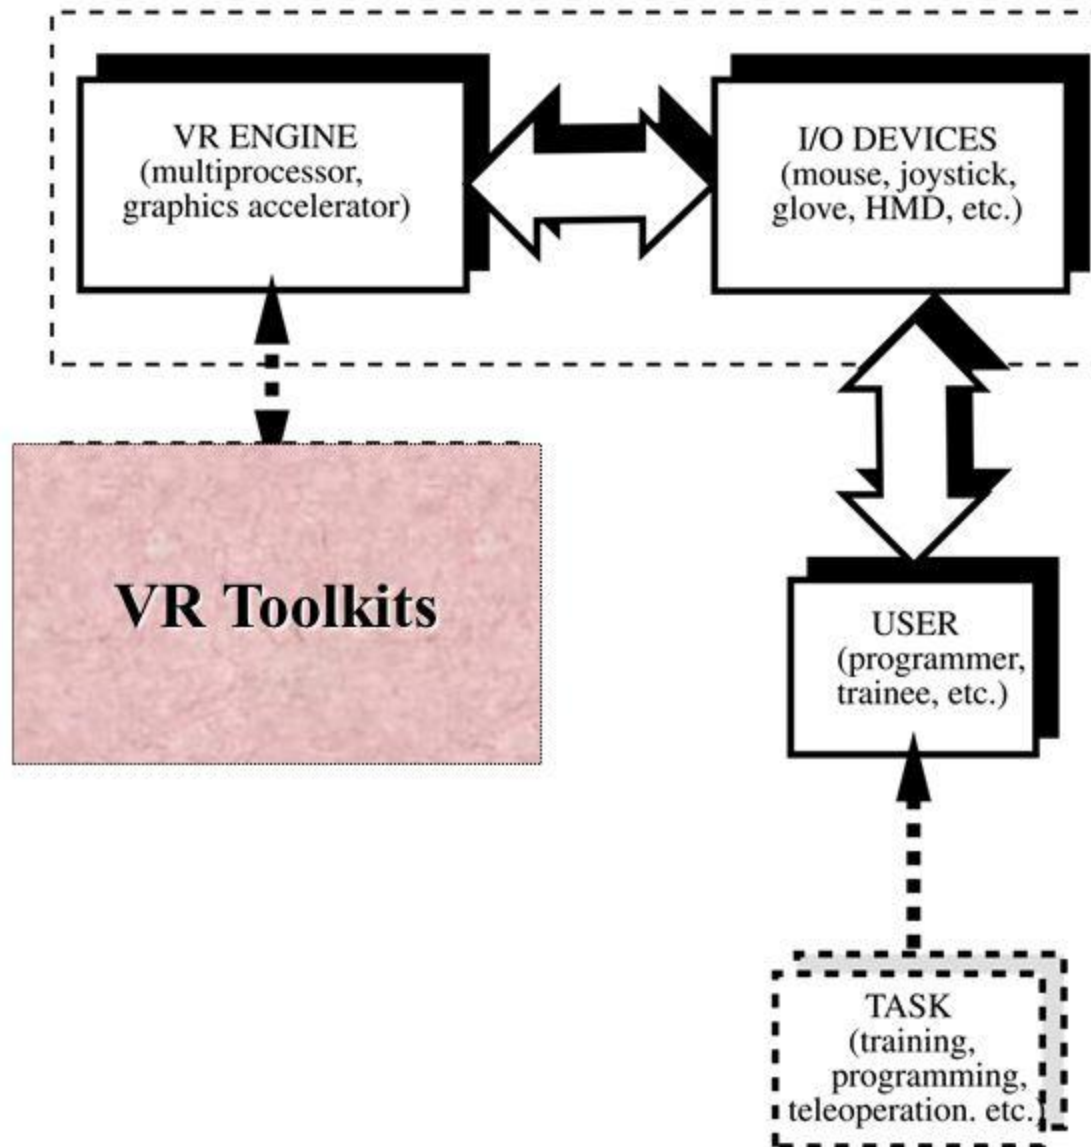 VR ENGINE
(multiprocessor,
graphics accelerator)
I/O DEVICES
(mouse, joystick,
glove, HMD, etc.)
VR Toolkits
USER
(programmer,
trainee, etc.)
TASK
(training,
programming,
teleoperation. etc.)